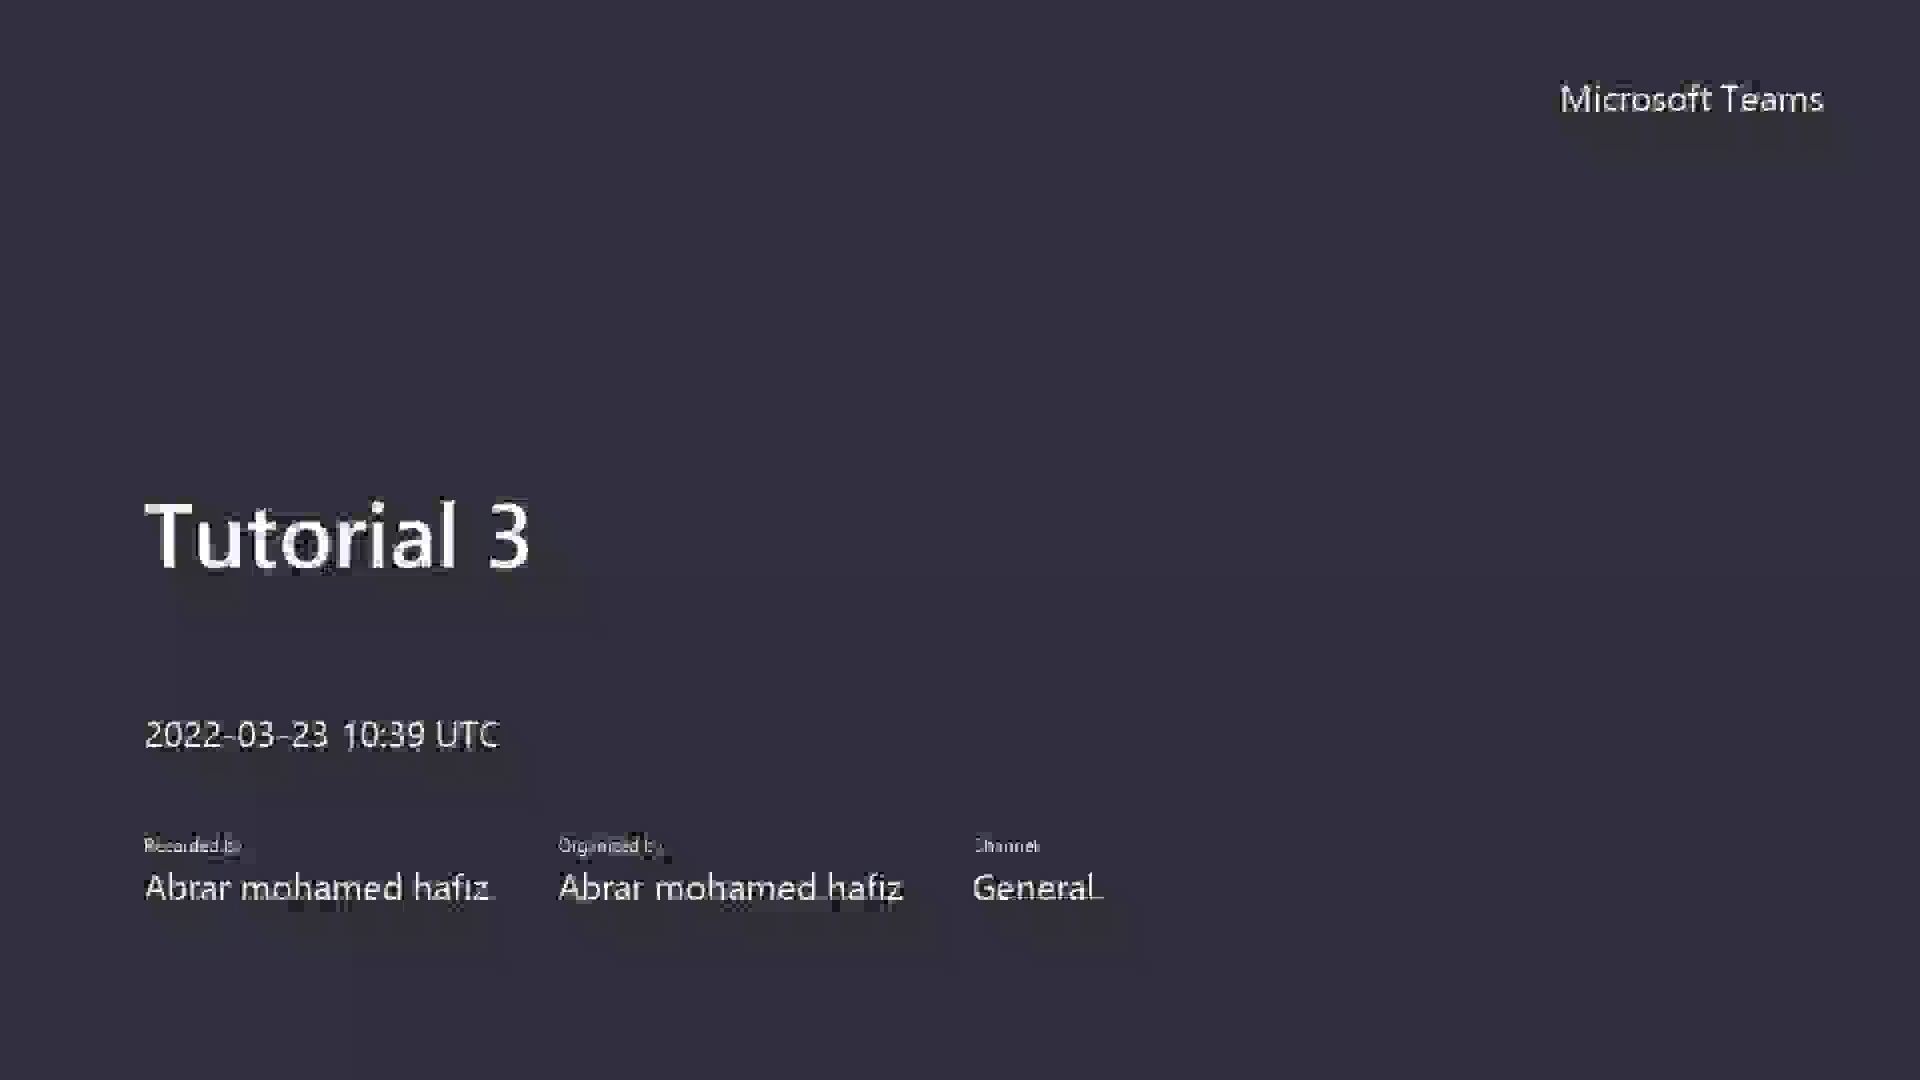 Microsoft Teams
Tutorial 3
2022-03-23 10:39 UTC
Recorded by Organized by Channel
Abrar mohamed hafiz Abrar mohamed hafiz General